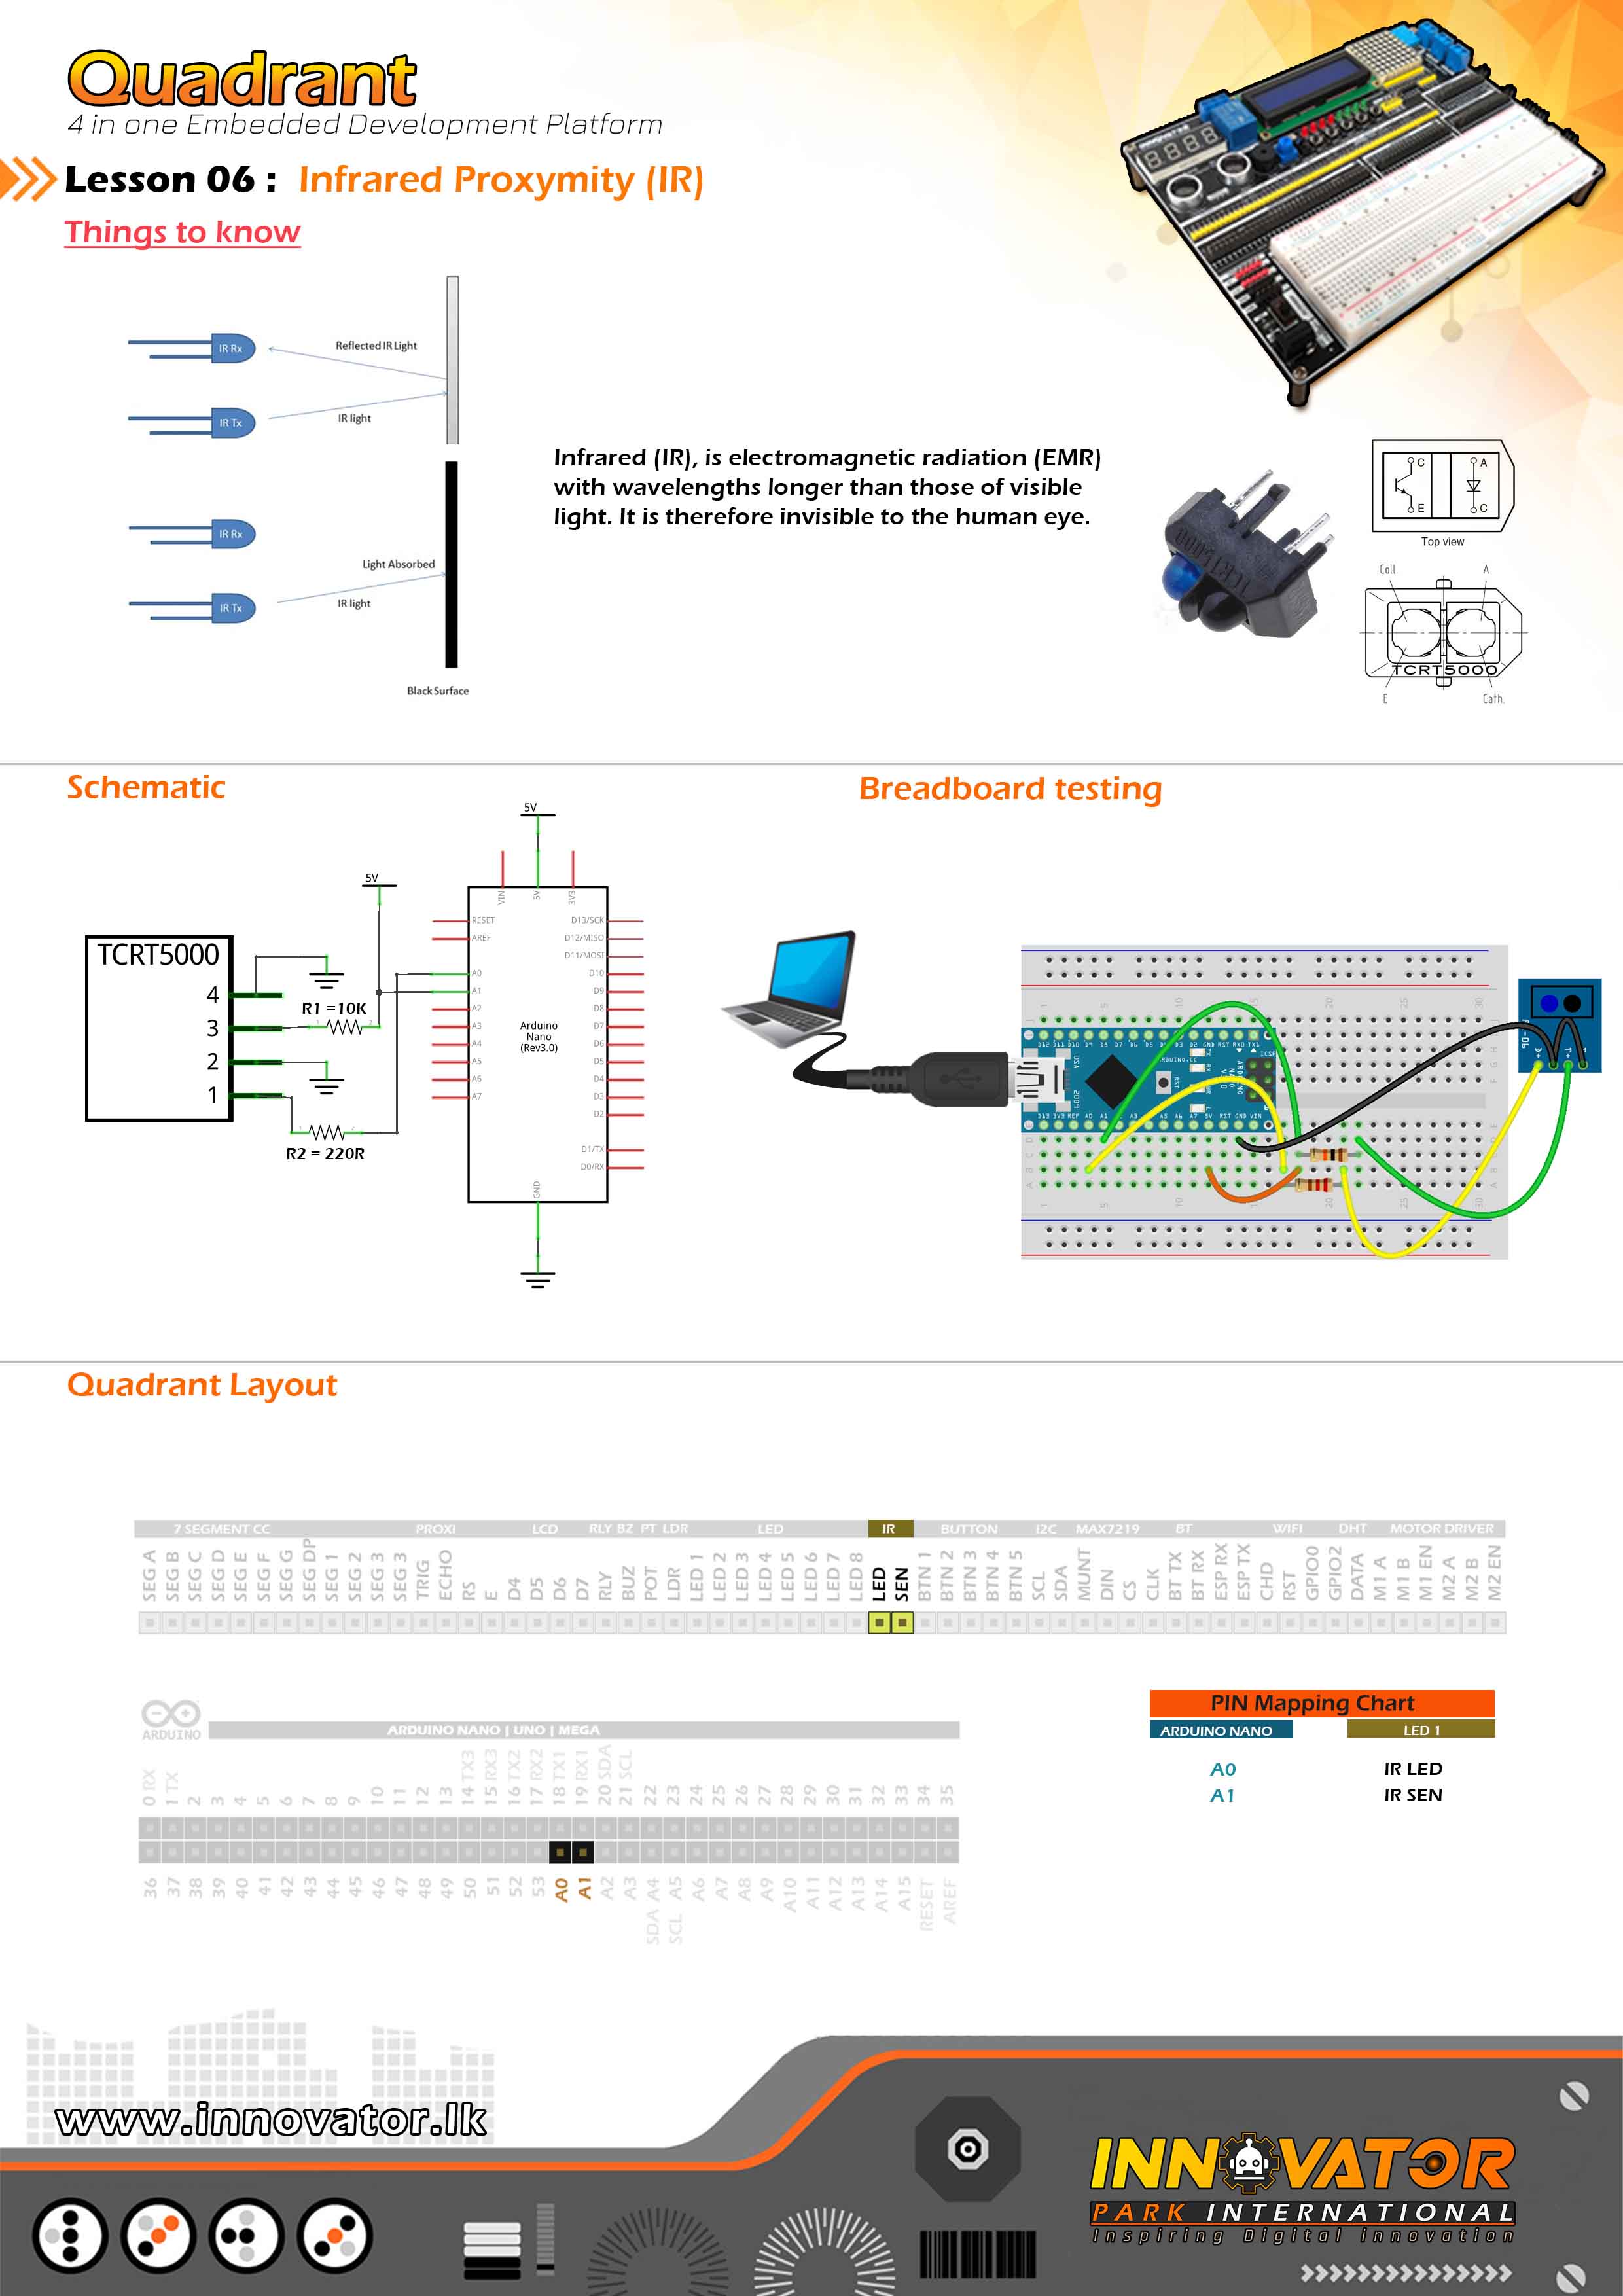 Quadrant
4 in one Embedded Development Platform
Lesson 06 : Infrared Proxymity (IR)
Things to know
IR Rx
Reflected IR Light
IR Tx
IR light
IR Rx
Light Absorbed
IR Tx
IR light
Black Surface
Infrared (IR), is electromagnetic radiation (EMR)
with wavelengths longer than those of visible
light. It is therefore invisible to the human eye.
C
A
E
C
Top view
Coll.
A
TCRT5000
E
Cath.
Schematic
Breadboard testing
5V
5V
TCRT5000
4
3
2
1
R1 =10K
R2 = 220R
VIN
5V
3V3
RESET
AREF
A0
A1
A2
A3
A4
A5
A6
A7
D13/SCK
D12/MISO
D11/MOSI
D10
D9
D8
D7
D6
D5
D4
D3
D2
D1/TX
D0/RX
Arduino
Nano
(Rev3.0)
GND
Quadrant Layout
7 SEGMENT CC PROXI LCD RLY BZ PT LDR LED IR BUTTON I2C MAX7219 BT WIFI DHT MOTOR DRIVER
SEG A SEG B SEG C SEG D SEG E SEG F SEG G SEG DP SEG 1 SEG 2 SEG 3 SEG 3 TRIG ECHO RS E D4 D5 D6 D7 RLY BUZ POT LDR LED 1 LED 2 LED 3 LED 4 LED 5 LED 6 LED 7 LED 8 LED SEN BTN 1 BTN 2 BTN 3 BTN 4 BTN 5 SCL SDA MUNT DIN CS CLK BT TX BT RX ESP RX ESP TX CHD RST GPIO0 GPIO2 DATA M1 A M1 B M1 EN M2 A M2 B M2 EN
ARDUINO
ARDUINO NANO | UNO | MEGA
0 RX 1 TX 2 3 4 5 6 7 8 9 10 11 12 13 14 TX3 15 RX3 16 TX2 17 RX2 18 TX1 19 RX1 20 SDA 21 SCL 22 23 24 25 26 27 28 29 30 31 32 33 34 35
36 37 38 39 40 41 42 43 44 45 46 47 48 49 50 51 52 53 A0 A1 A2 A3 SDA A4 SCL A5 A6 A7 A8 A9 A10 A11 A12 A13 A14 A15 RESET AREF
PIN Mapping Chart
ARDUINO NANO LED 1
A0 IR LED
A1 IR SEN
www.innovator.lk
INNOVATOR
PARK INTERNATIONAL
Inspiring Digital innovation